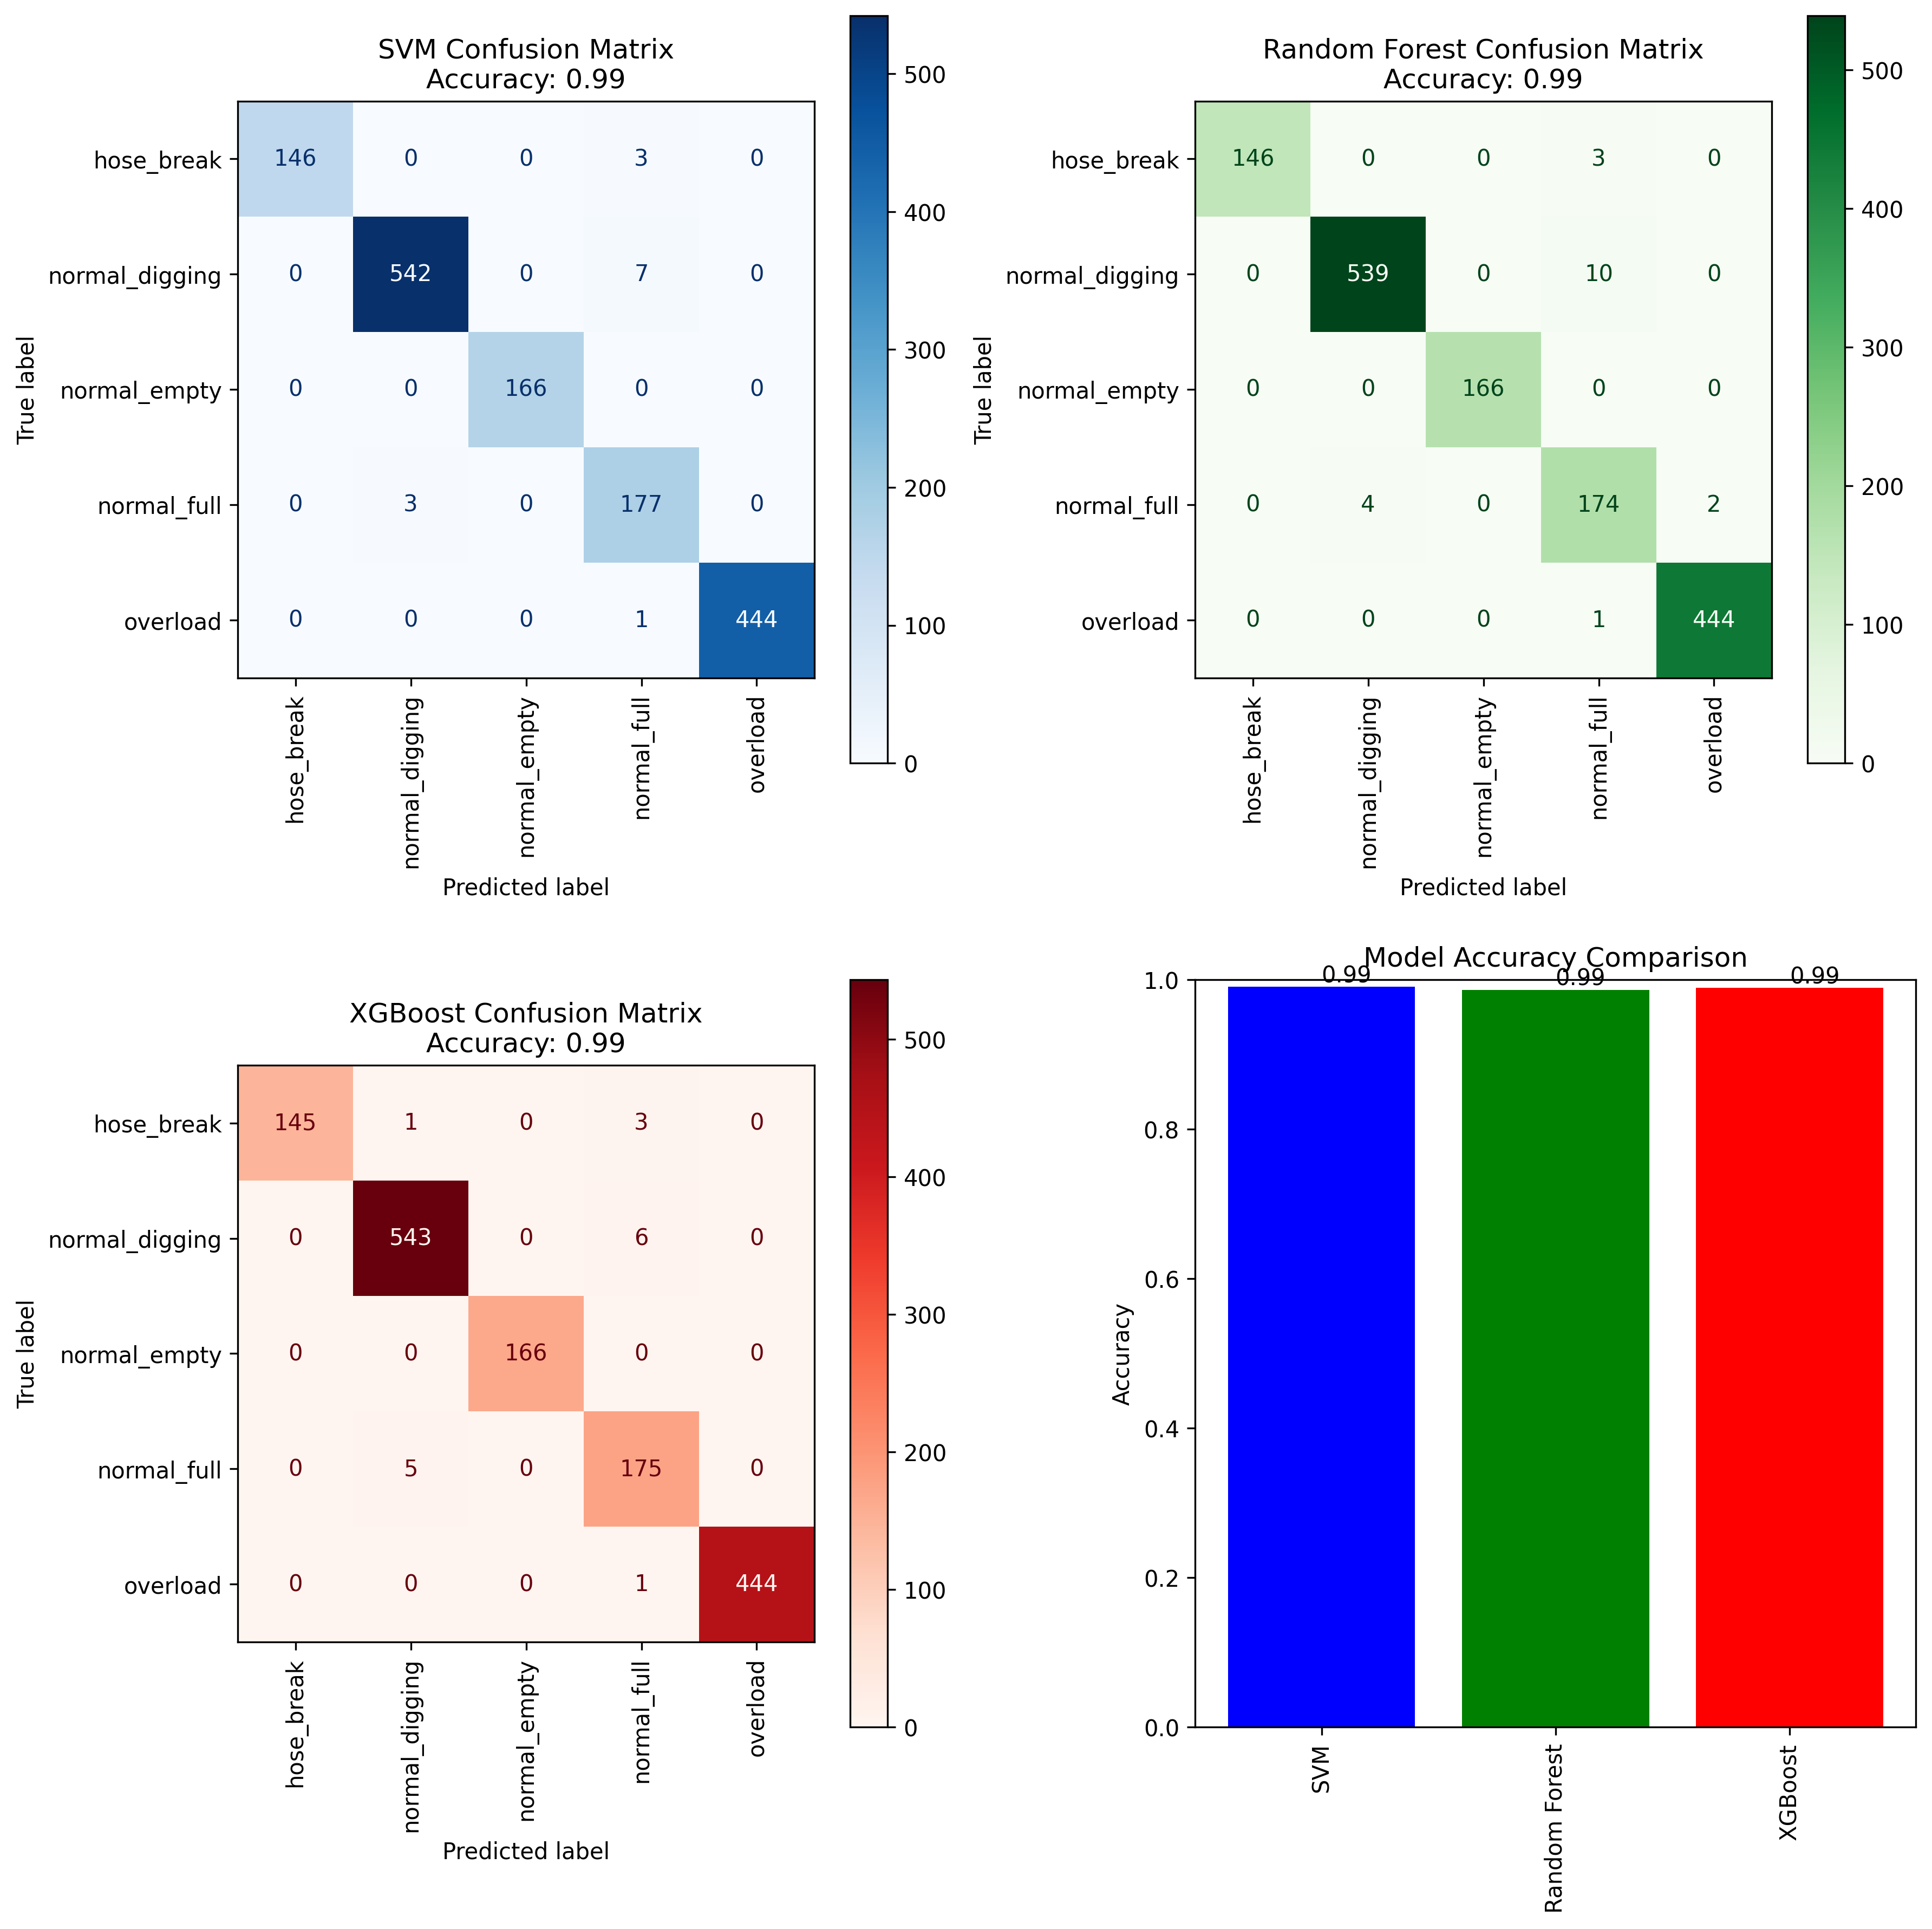 SVM Confusion Matrix
Accuracy: 0.99
hose_break 146 0 0 3 0
normal_digging 0 542 0 7 0
normal_empty 0 0 166 0 0
normal_full 0 3 0 177 0
overload 0 0 0 1 444
True label
hose_break normal_digging normal_empty normal_full overload
Predicted label
500
400
300
200
100
0
Random Forest Confusion Matrix
Accuracy: 0.99
hose_break 146 0 0 3 0
normal_digging 0 539 0 10 0
normal_empty 0 0 166 0 0
normal_full 0 4 0 174 2
overload 0 0 0 1 444
True label
hose_break normal_digging normal_empty normal_full overload
Predicted label
500
400
300
200
100
0
XGBoost Confusion Matrix
Accuracy: 0.99
hose_break 145 1 0 3 0
normal_digging 0 543 0 6 0
normal_empty 0 0 166 0 0
normal_full 0 5 0 175 0
overload 0 0 0 1 444
True label
hose_break normal_digging normal_empty normal_full overload
Predicted label
500
400
300
200
100
0
Model Accuracy Comparison
0.99 0.99 0.99
1.0
0.8
0.6
0.4
0.2
0.0
Accuracy
SVM Random Forest XGBoost